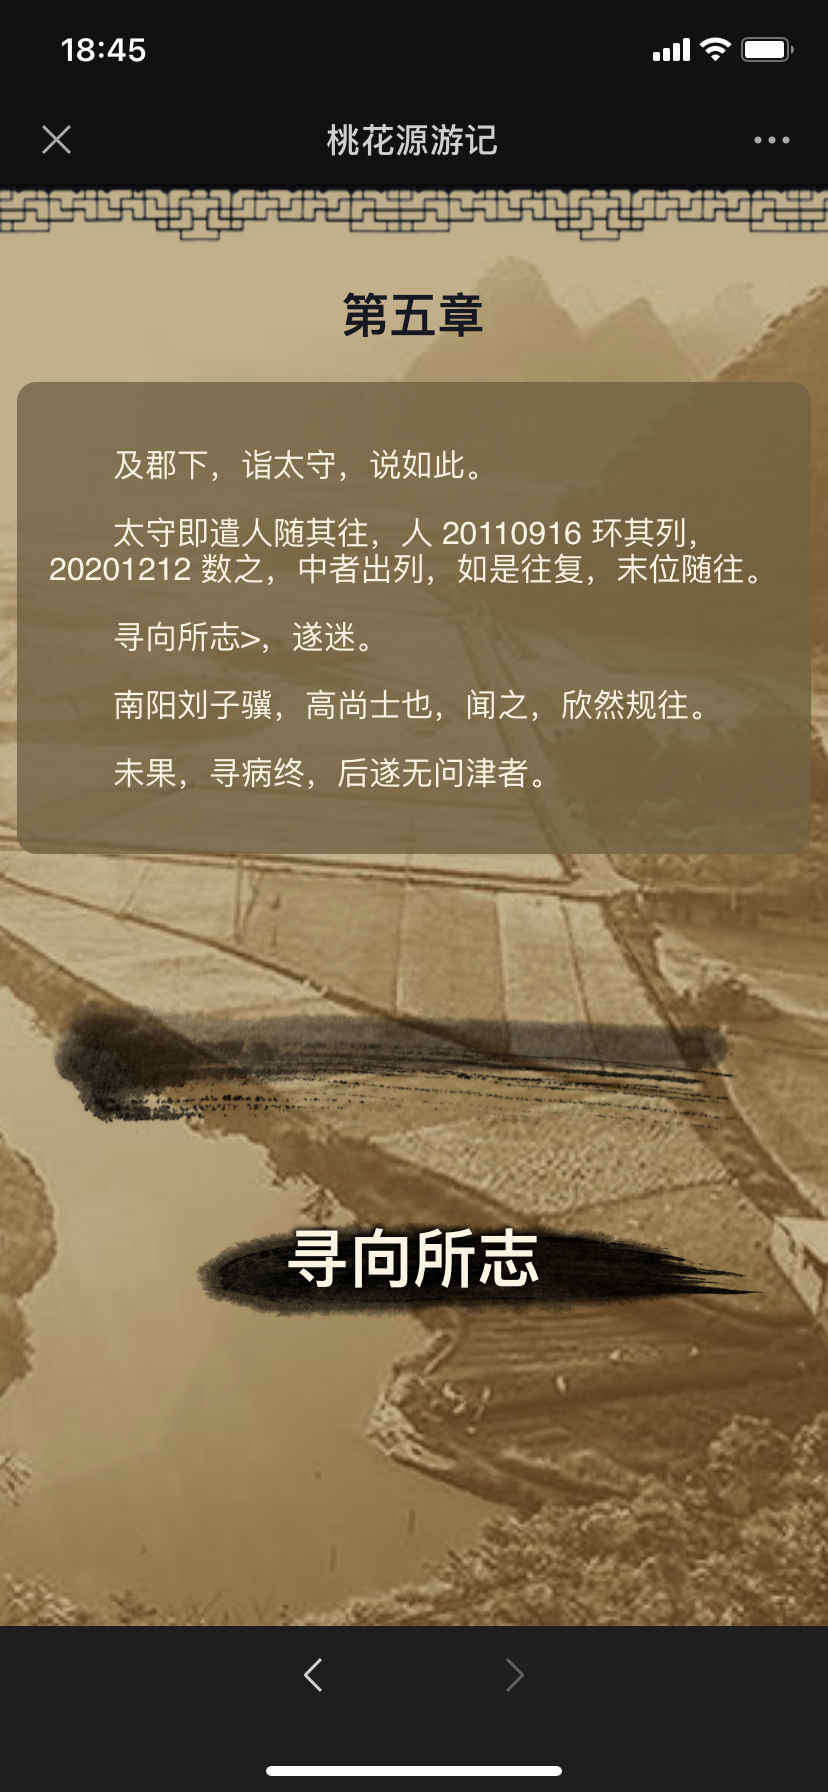 18:45
桃花源游记
第五章
及郡下，诣太守，说如此。
太守即遣人随其往，人 20110916 环其列，
20201212 数之，中者出列，如是往复，末位随往。
寻向所志>，遂迷。
南阳刘子骥，高尚士也，闻之，欣然规往。
未果，寻病终，后遂无问津者。
寻向所志